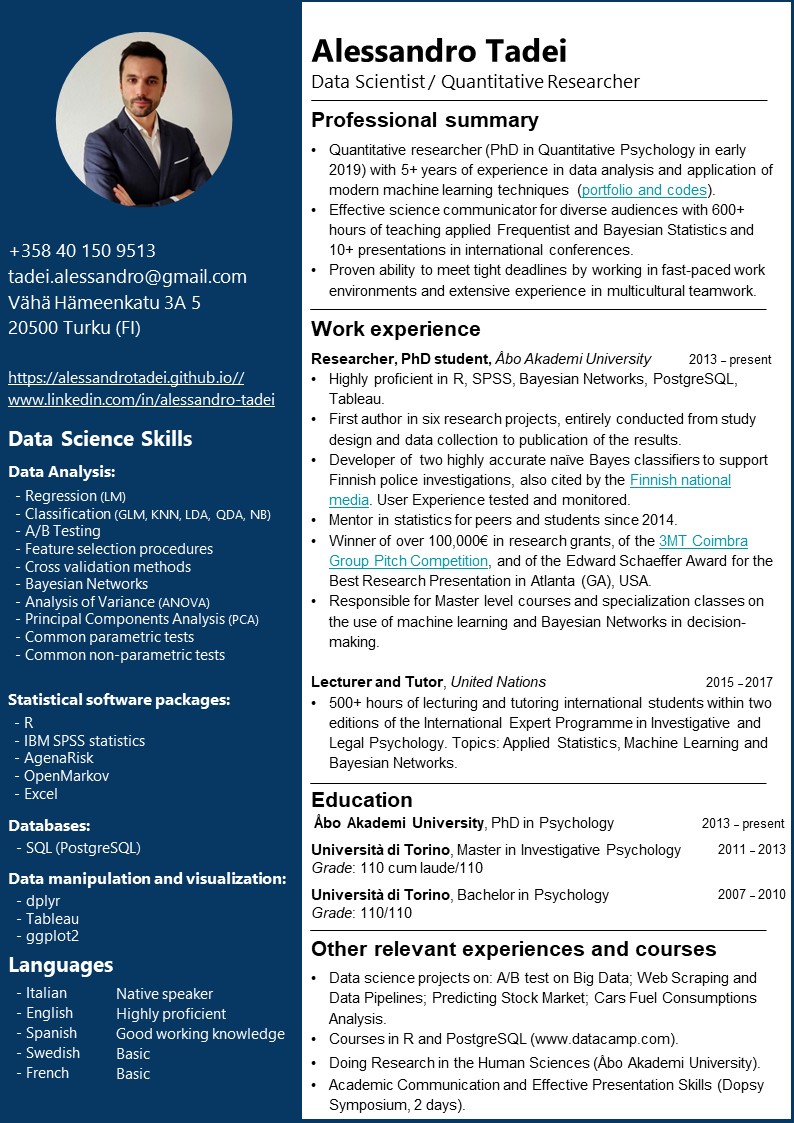 +358 40 150 9513
tadei.alessandro@gmail.com
Vähä Hämeenkatu 3A 5
20500 Turku (FI)
https://alessandrotadei.github.io//
www.linkedin.com/in/alessandro-tadei
Data Science Skills
Data Analysis:
- Regression (LM)
- Classification (GLM, KNN, LDA, QDA, NB)
- A/B Testing
- Feature selection procedures
- Cross validation methods
- Bayesian Networks
- Analysis of Variance (ANOVA)
- Principal Components Analysis (PCA)
- Common parametric tests
- Common non-parametric tests
Statistical software packages:
- R
- IBM SPSS statistics
- AgenaRisk
- OpenMarkov
- Excel
Databases:
- SQL (PostgreSQL)
Data manipulation and visualization:
- dplyr
- Tableau
- ggplot2
Languages
- Italian Native speaker
- English Highly proficient
- Spanish Good working knowledge
- Swedish Basic
- French Basic
Alessandro Tadei
Data Scientist / Quantitative Researcher
Professional summary
• Quantitative researcher (PhD in Quantitative Psychology in early
2019) with 5+ years of experience in data analysis and application of
modern machine learning techniques (portfolio and codes).
• Effective science communicator for diverse audiences with 600+
hours of teaching applied Frequentist and Bayesian Statistics and
10+ presentations in international conferences.
• Proven ability to meet tight deadlines by working in fast-paced work
environments and extensive experience in multicultural teamwork.
Work experience
Researcher, PhD student, Åbo Akademi University 2013 – present
• Highly proficient in R, SPSS, Bayesian Networks, PostgreSQL,
Tableau.
• First author in six research projects, entirely conducted from study
design and data collection to publication of the results.
• Developer of two highly accurate naïve Bayes classifiers to support
Finnish police investigations, also cited by the Finnish national
media. User Experience tested and monitored.
• Mentor in statistics for peers and students since 2014.
• Winner of over 100,000€ in research grants, of the 3MT Coimbra
Group Pitch Competition, and of the Edward Schaeffer Award for the
Best Research Presentation in Atlanta (GA), USA.
• Responsible for Master level courses and specialization classes on
the use of machine learning and Bayesian Networks in decision-
making.
Lecturer and Tutor, United Nations 2015 – 2017
• 500+ hours of lecturing and tutoring international students within two
editions of the International Expert Programme in Investigative and
Legal Psychology. Topics: Applied Statistics, Machine Learning and
Bayesian Networks.
Education
Åbo Akademi University, PhD in Psychology 2013 – present
Università di Torino, Master in Investigative Psychology 2011 – 2013
Grade: 110 cum laude/110
Università di Torino, Bachelor in Psychology 2007 – 2010
Grade: 110/110
Other relevant experiences and courses
• Data science projects on: A/B test on Big Data; Web Scraping and
Data Pipelines; Predicting Stock Market; Cars Fuel Consumptions
Analysis.
• Courses in R and PostgreSQL (www.datacamp.com).
• Doing Research in the Human Sciences (Åbo Akademi University).
• Academic Communication and Effective Presentation Skills (Dopsy
Symposium, 2 days).